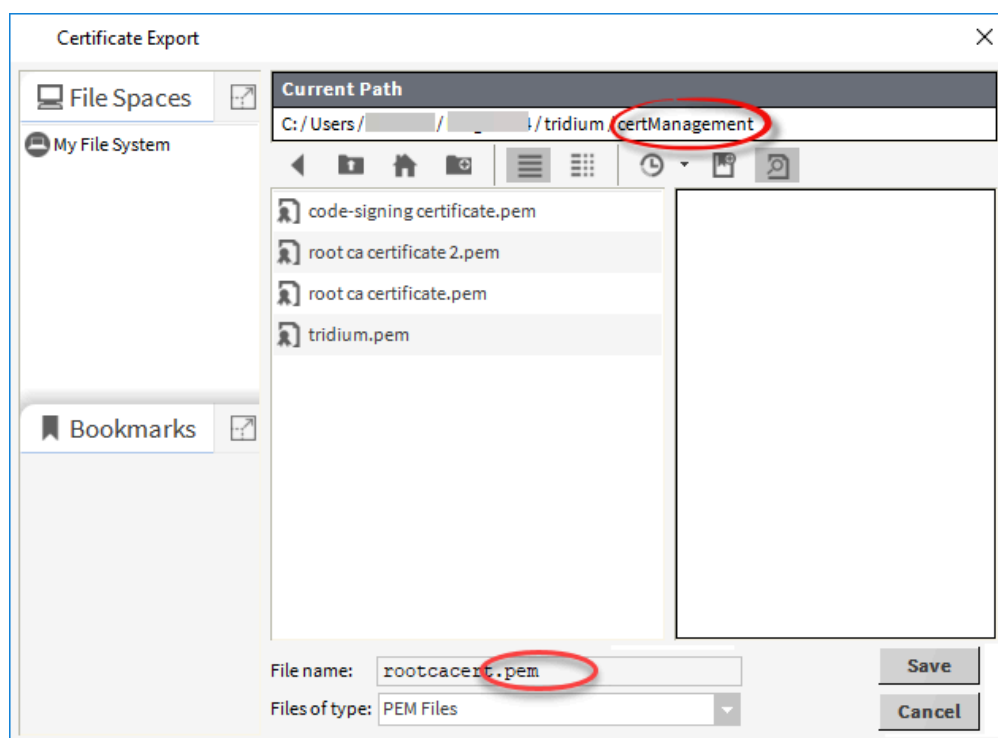 Certificate Export
File Spaces
My File System
Bookmarks
Current Path
C: / Users / / / tridium / certManagement
code-signing certificate.pem
root ca certificate 2.pem
root ca certificate.pem
tridium.pem
File name: rootcacert.pem
Files of type: PEM Files
Save
Cancel